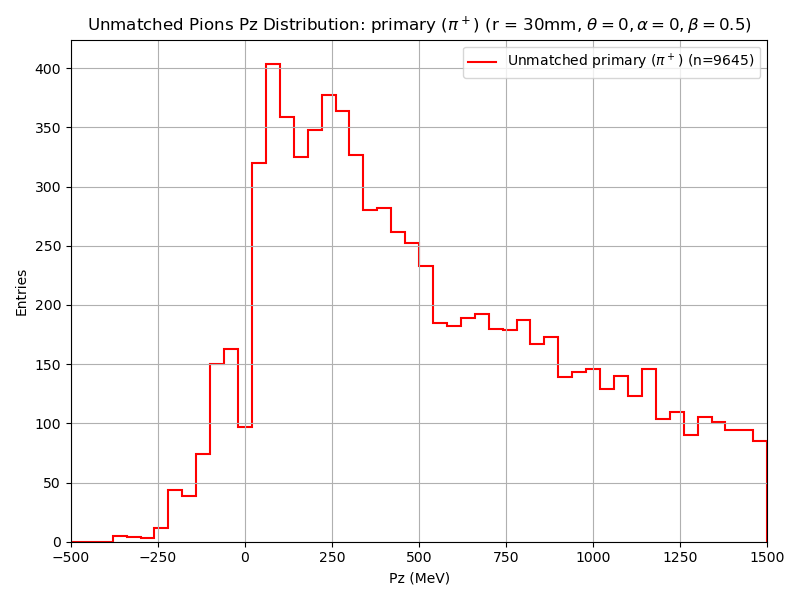 Unmatched Pions Pz Distribution: primary (π⁺) (r = 30mm, θ = 0, α = 0, β = 0.5)
Unmatched primary (π⁺) (n=9645)
Entries
400
350
300
250
200
150
100
50
0
−500 −250 0 250 500 750 1000 1250 1500
Pz (MeV)